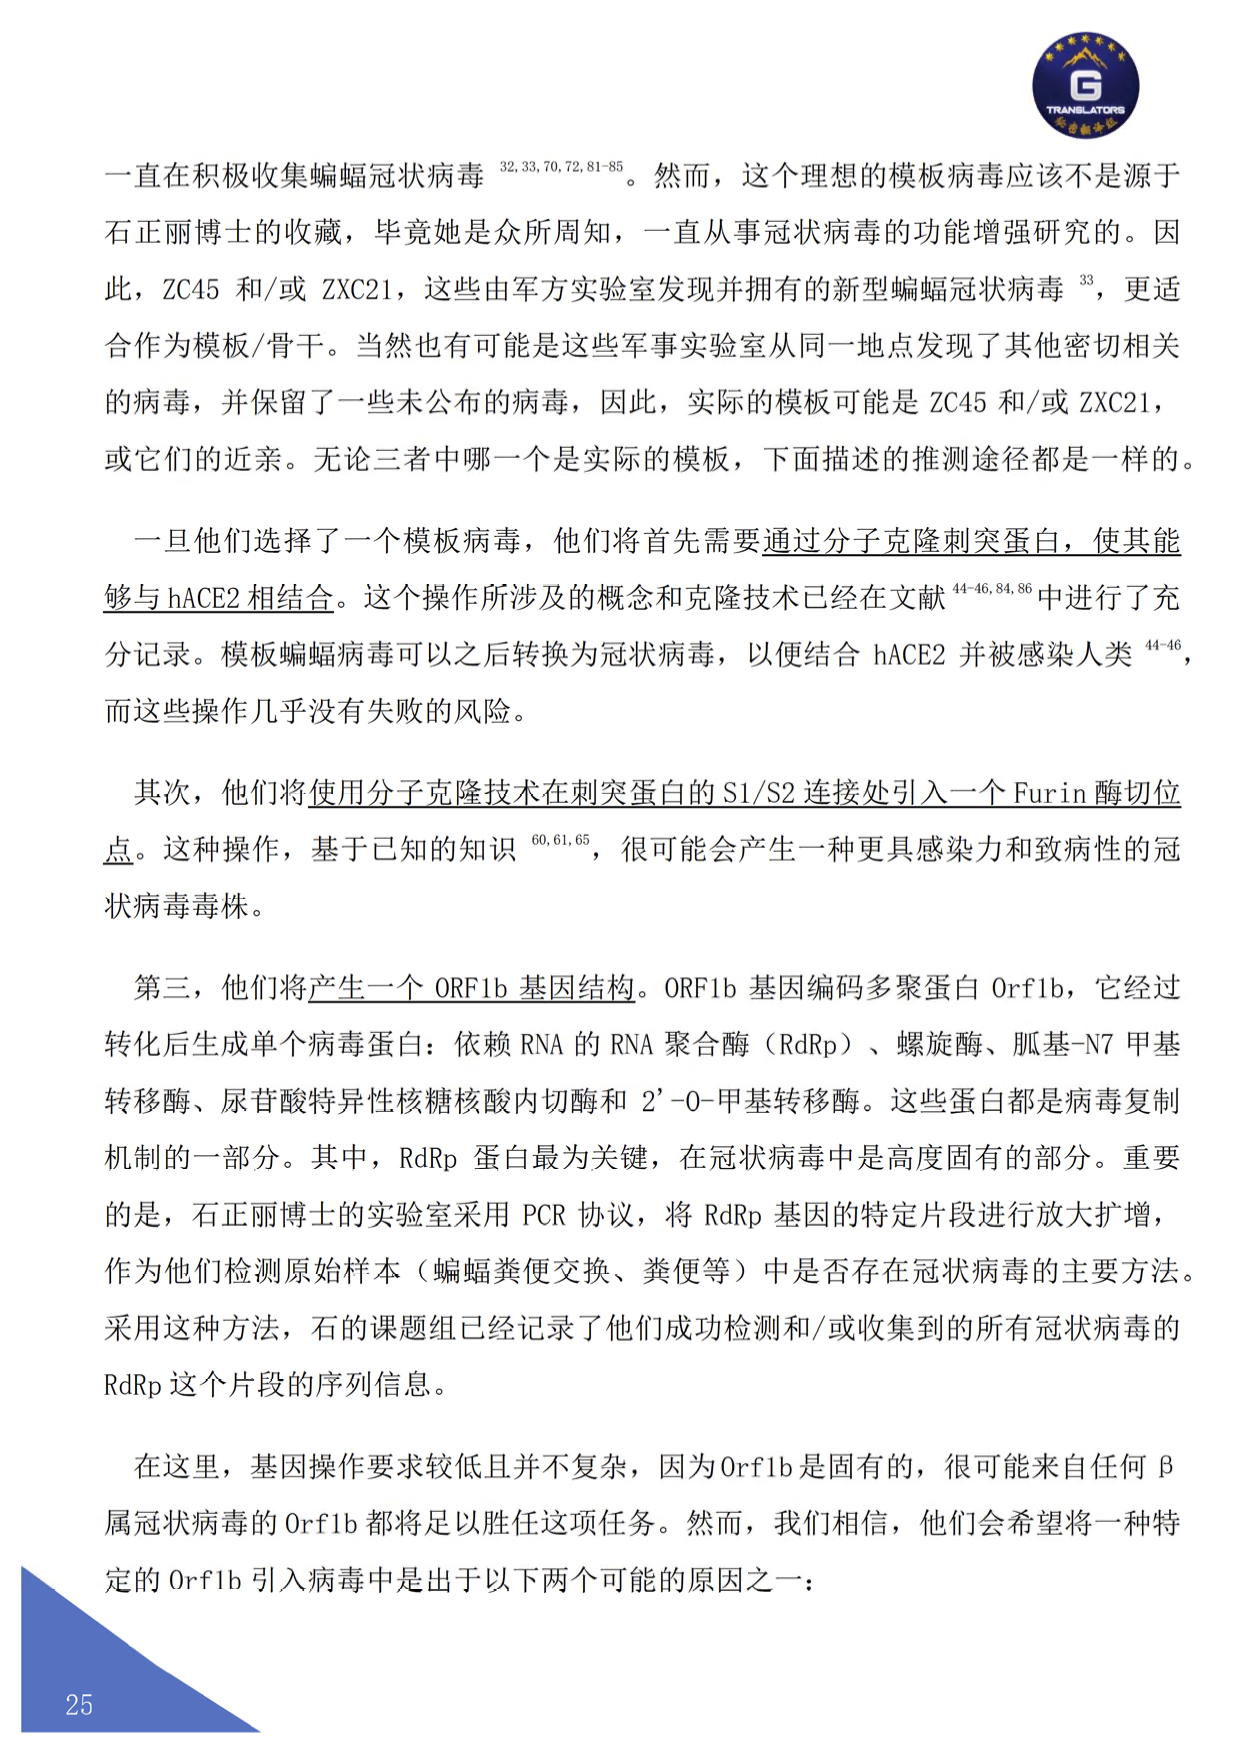 G
TRANSLATORS
秘密翻译组
一直在积极收集蝙蝠冠状病毒 32,33,70,72,81-85。然而，这个理想的模板病毒应该不是源于
石正丽博士的收藏，毕竟她是众所周知，一直从事冠状病毒的功能增强研究的。因
此，ZC45 和/或 ZXC21，这些由军方实验室发现并拥有的新型蝙蝠冠状病毒 33，更适
合作为模板/骨干。当然也有可能是这些军事实验室从同一地点发现了其他密切相关
的病毒，并保留了一些未公布的病毒，因此，实际的模板可能是 ZC45 和/或 ZXC21，
或它们的近亲。无论三者中哪一个是实际的模板，下面描述的推测途径都是一样的。
一旦他们选择了一个模板病毒，他们将首先需要通过分子克隆刺突蛋白，使其能
够与 hACE2 相结合。这个操作所涉及的概念和克隆技术已经在文献 44-46,84,86 中进行了充
分记录。模板蝙蝠病毒可以之后转换为冠状病毒，以便结合 hACE2 并被感染人类 44-46，
而这些操作几乎没有失败的风险。
其次，他们将使用分子克隆技术在刺突蛋白的 S1/S2 连接处引入一个 Furin 酶切位
点。这种操作，基于已知的知识 60,61,65，很可能会产生一种更具感染力和致病性的冠
状病毒毒株。
第三，他们将产生一个 ORF1b 基因结构。ORF1b 基因编码多聚蛋白 Orf1b，它经过
转化后生成单个病毒蛋白：依赖 RNA 的 RNA 聚合酶（RdRp）、螺旋酶、胍基-N7 甲基
转移酶、尿苷酸特异性核糖核酸内切酶和 2’-O-甲基转移酶。这些蛋白都是病毒复制
机制的一部分。其中，RdRp 蛋白最为关键，在冠状病毒中是高度固有的部分。重要
的是，石正丽博士的实验室采用 PCR 协议，将 RdRp 基因的特定片段进行放大扩增，
作为他们检测原始样本（蝙蝠粪便交换、粪便等）中是否存在冠状病毒的主要方法。
采用这种方法，石的课题组已经记录了他们成功检测和/或收集到的所有冠状病毒的
RdRp 这个片段的序列信息。
在这里，基因操作要求较低且并不复杂，因为Orf1b是固有的，很可能来自任何 β
属冠状病毒的 Orf1b 都将足以胜任这项任务。然而，我们相信，他们会希望将一种特
定的 Orf1b 引入病毒中是出于以下两个可能的原因之一：
25